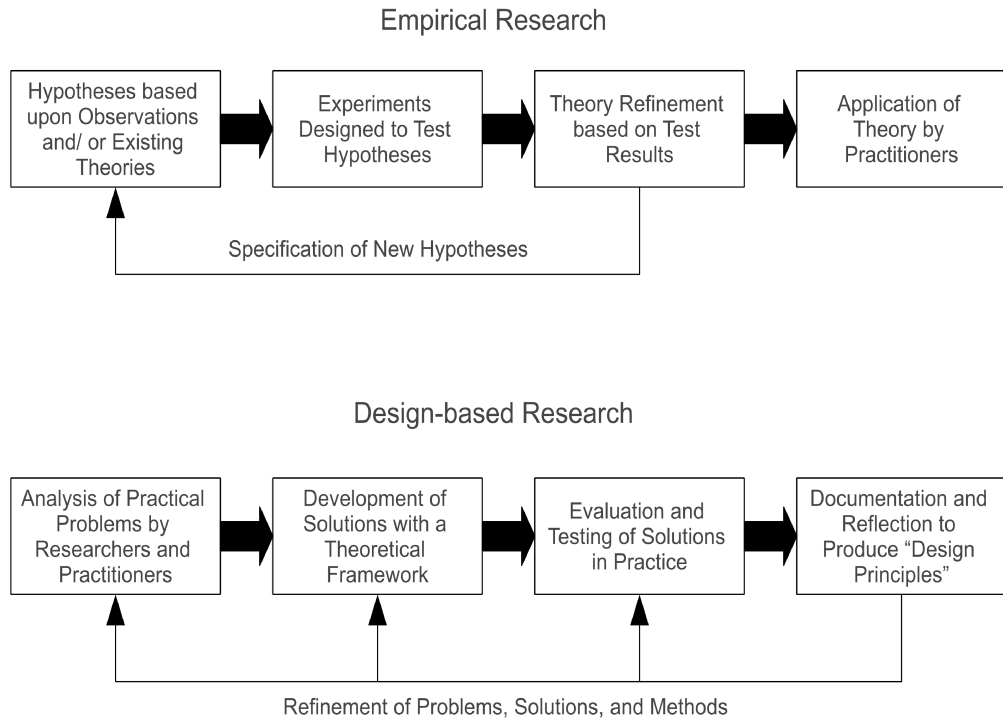 Empirical Research
Hypotheses based
upon Observations
and/ or Existing
Theories
Experiments
Designed to Test
Hypotheses
Theory Refinement
based on Test
Results
Application of
Theory by
Practitioners
Specification of New Hypotheses
Design-based Research
Analysis of Practical
Problems by
Researchers and
Practitioners
Development of
Solutions with a
Theoretical
Framework
Evaluation and
Testing of Solutions
in Practice
Documentation and
Reflection to
Produce “Design
Principles”
Refinement of Problems, Solutions, and Methods